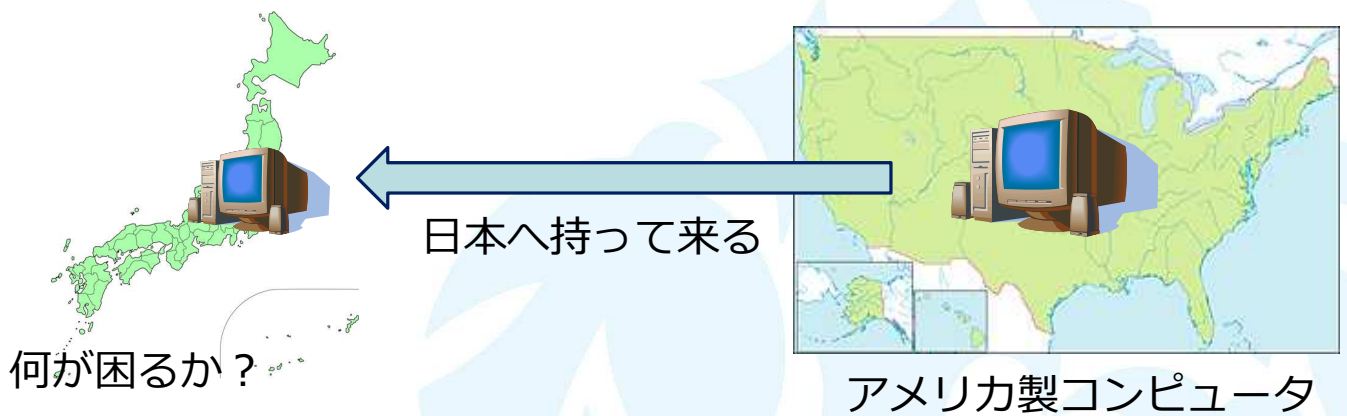 日本へ持って来る
何が困るか？
アメリカ製コンピュータ